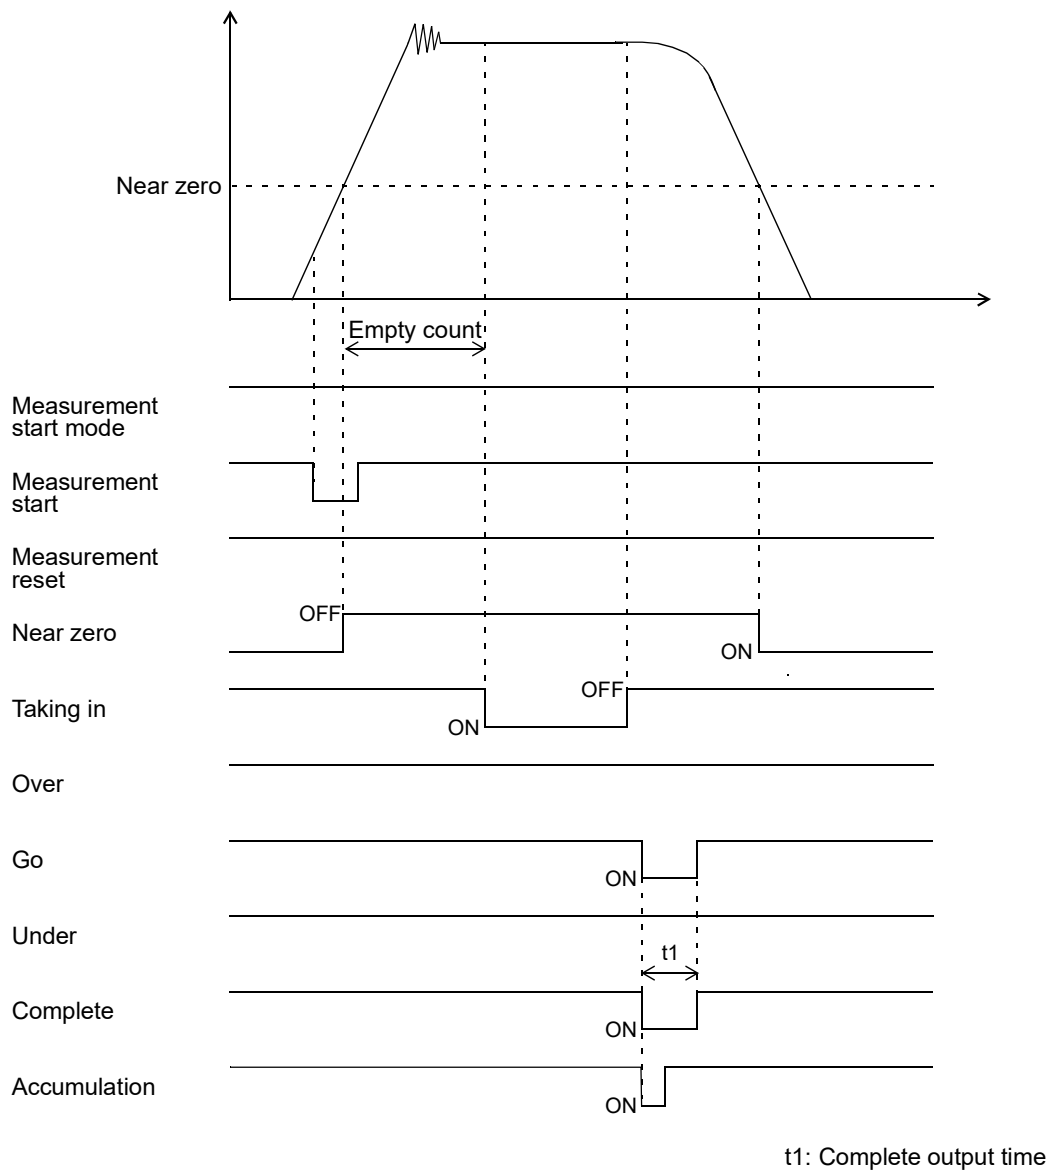 Near zero
Empty count
Measurement
start mode
Measurement
start
Measurement
reset
OFF
Near zero
ON
OFF
Taking in
ON
Over
Go
ON
Under
t1
Complete
ON
Accumulation
ON
t1: Complete output time